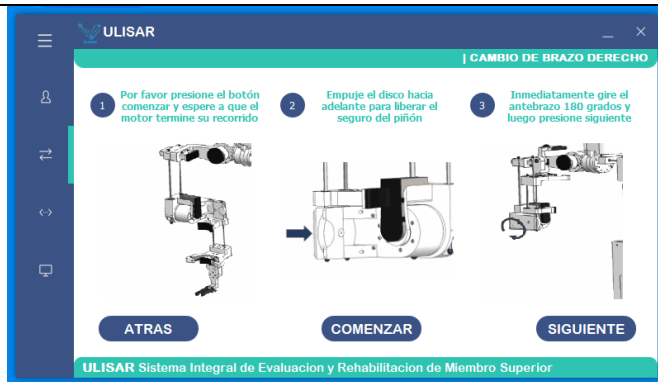 ULISAR
| CAMBIO DE BRAZO DERECHO
1
Por favor presione el botón
comenzar y espere a que el
motor termine su recorrido
2
Empuje el disco hacia
adelante para liberar el
seguro del piñón
3
Inmediatamente gire el
antebrazo 180 grados y
luego presione siguiente
ATRAS
COMENZAR
SIGUIENTE
ULISAR Sistema Integral de Evaluacion y Rehabilitacion de Miembro Superior